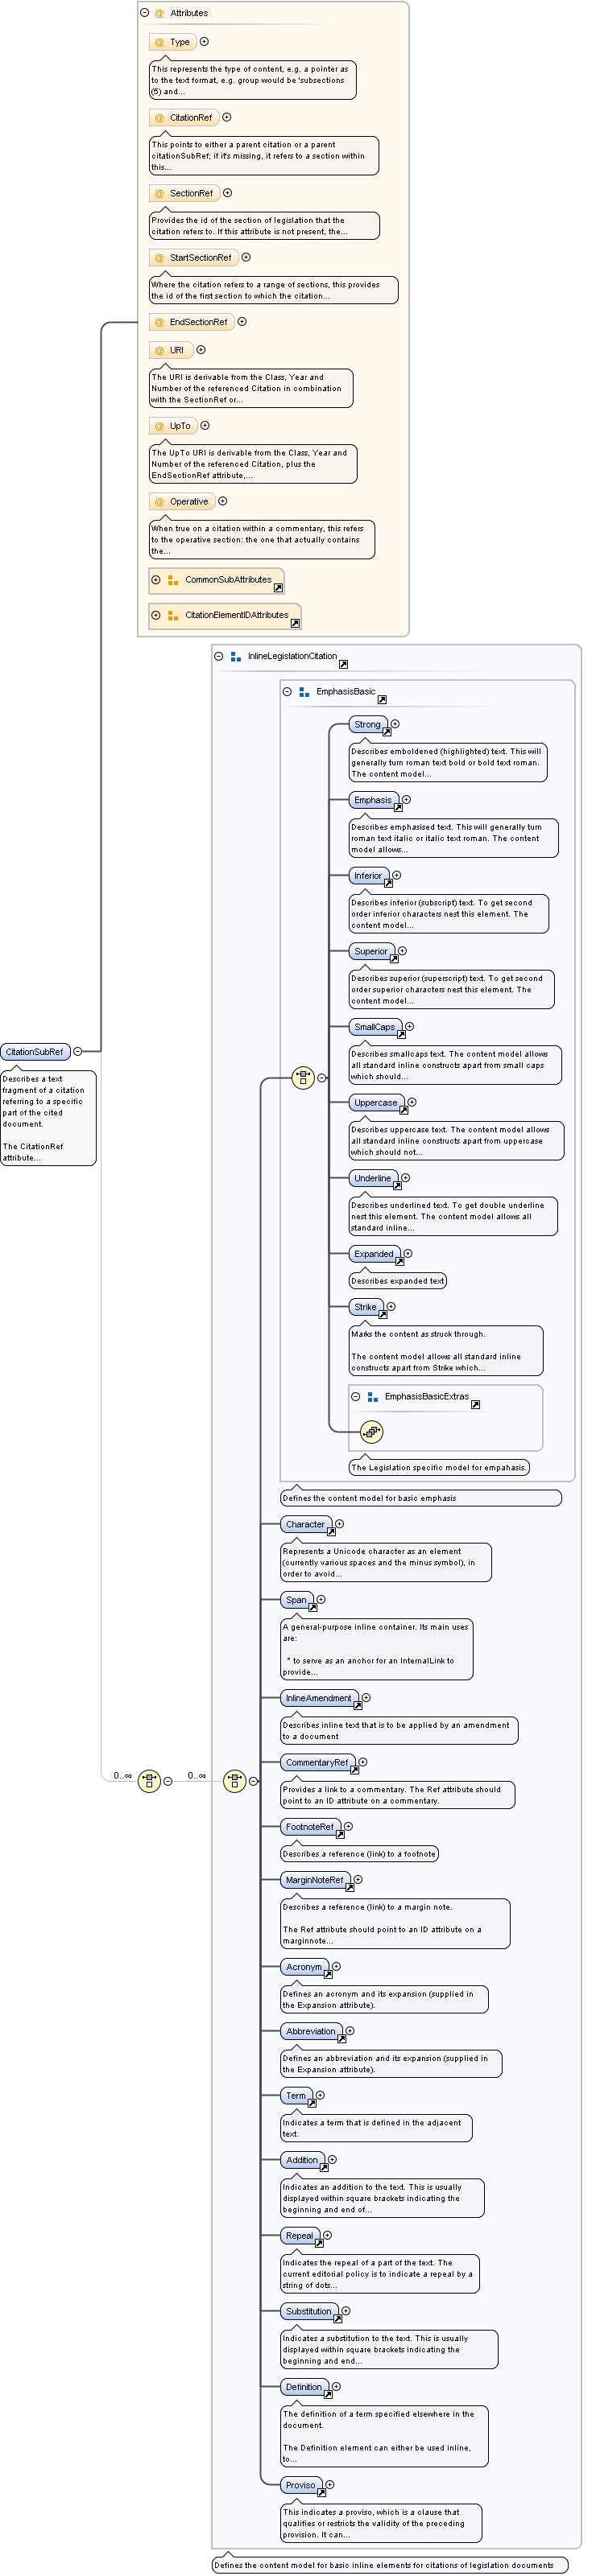 Attributes
@ Type
This represents the type of content, e.g. a pointer as
to the text format, e.g. group would be 'subsections
(5) and...
@ CitationRef
This points to either a parent citation or a parent
citationSubRef; if it's missing, it refers to a section within
this...
@ SectionRef
Provides the id of the section of legislation that the
citation refers to. If this attribute is not present, the...
@ StartSectionRef
Where the citation refers to a range of sections, this provides
the id of the first section to which the citation...
@ EndSectionRef
@ URI
The URI is derivable from the Class, Year and
Number of the referenced Citation in combination
with the SectionRef or...
@ UpTo
The UpTo URI is derivable from the Class, Year and
Number of the referenced Citation, plus the
EndSectionRef attribute,...
@ Operative
When true on a citation within a commentary, this refers
to the operative section: the one that actually contains
the...
CommonSubAttributes
CitationElementIDAttributes
InlineLegislationCitation
EmphasisBasic
Strong
Describes emboldened (highlighted) text. This will
generally turn roman text bold or bold text roman.
The content model...
Emphasis
Describes emphasised text. This will generally turn
roman text italic or italic text roman. The content
model allows...
Inferior
Describes inferior (subscript) text. To get second
order inferior characters nest this element. The
content model...
Superior
Describes superior (superscript) text. To get second
order superior characters nest this element. The
content model...
SmallCaps
Describes smallcaps text. The content model allows
all standard inline constructs apart from small caps
which should...
Uppercase
Describes uppercase text. The content model allows
all standard inline constructs apart from uppercase
which should not...
Underline
Describes underlined text. To get double underline
nest this element. The content model allows all
standard inline...
Expanded
Describes expanded text
Strike
Marks the content as struck through.
The content model allows all standard inline
constructs apart from Strike which...
EmphasisBasicExtras
The Legislation specific model for empahasis.
Defines the content model for basic emphasis
CitationSubRef
Describes a text
fragment of a citation
referring to a specific
part of the cited
document.
The CitationRef
attribute...
Character
Represents a Unicode character as an element
(currently various spaces and the minus symbol), in
order to avoid...
Span
A general-purpose inline container. Its main uses
are:
* to serve as an anchor for an InternalLink to
provide...
InlineAmendment
Describes inline text that is to be applied by an amendment
to a document
0..∞
0..∞
CommentaryRef
Provides a link to a commentary. The Ref attribute should
point to an ID attribute on a commentary.
FootnoteRef
Describes a reference (link) to a footnote
MarginNoteRef
Describes a reference (link) to a margin note.
The Ref attribute should point to an ID attribute on a
marginnote...
Acronym
Defines an acronym and its expansion (supplied in
the Expansion attribute).
Abbreviation
Defines an abbreviation and its expansion (supplied in
the Expansion attribute).
Term
Indicates a term that is defined in the adjacent
text.
Addition
Indicates an addition to the text. This is usually
displayed within square brackets indicating the
beginning and end of...
Repeal
Indicates the repeal of a part of the text. The
current editorial policy is to indicate a repeal by a
string of dots...
Substitution
Indicates a substitution to the text. This is usually
displayed within square brackets indicating the
beginning and end...
Definition
The definition of a term specified elsewhere in the
document.
The Definition element can either be used inline,
to...
Proviso
This indicates a proviso, which is a clause that
qualifies or restricts the validity of the preceding
provision. It can...
Defines the content model for basic inline elements for citations of legislation documents